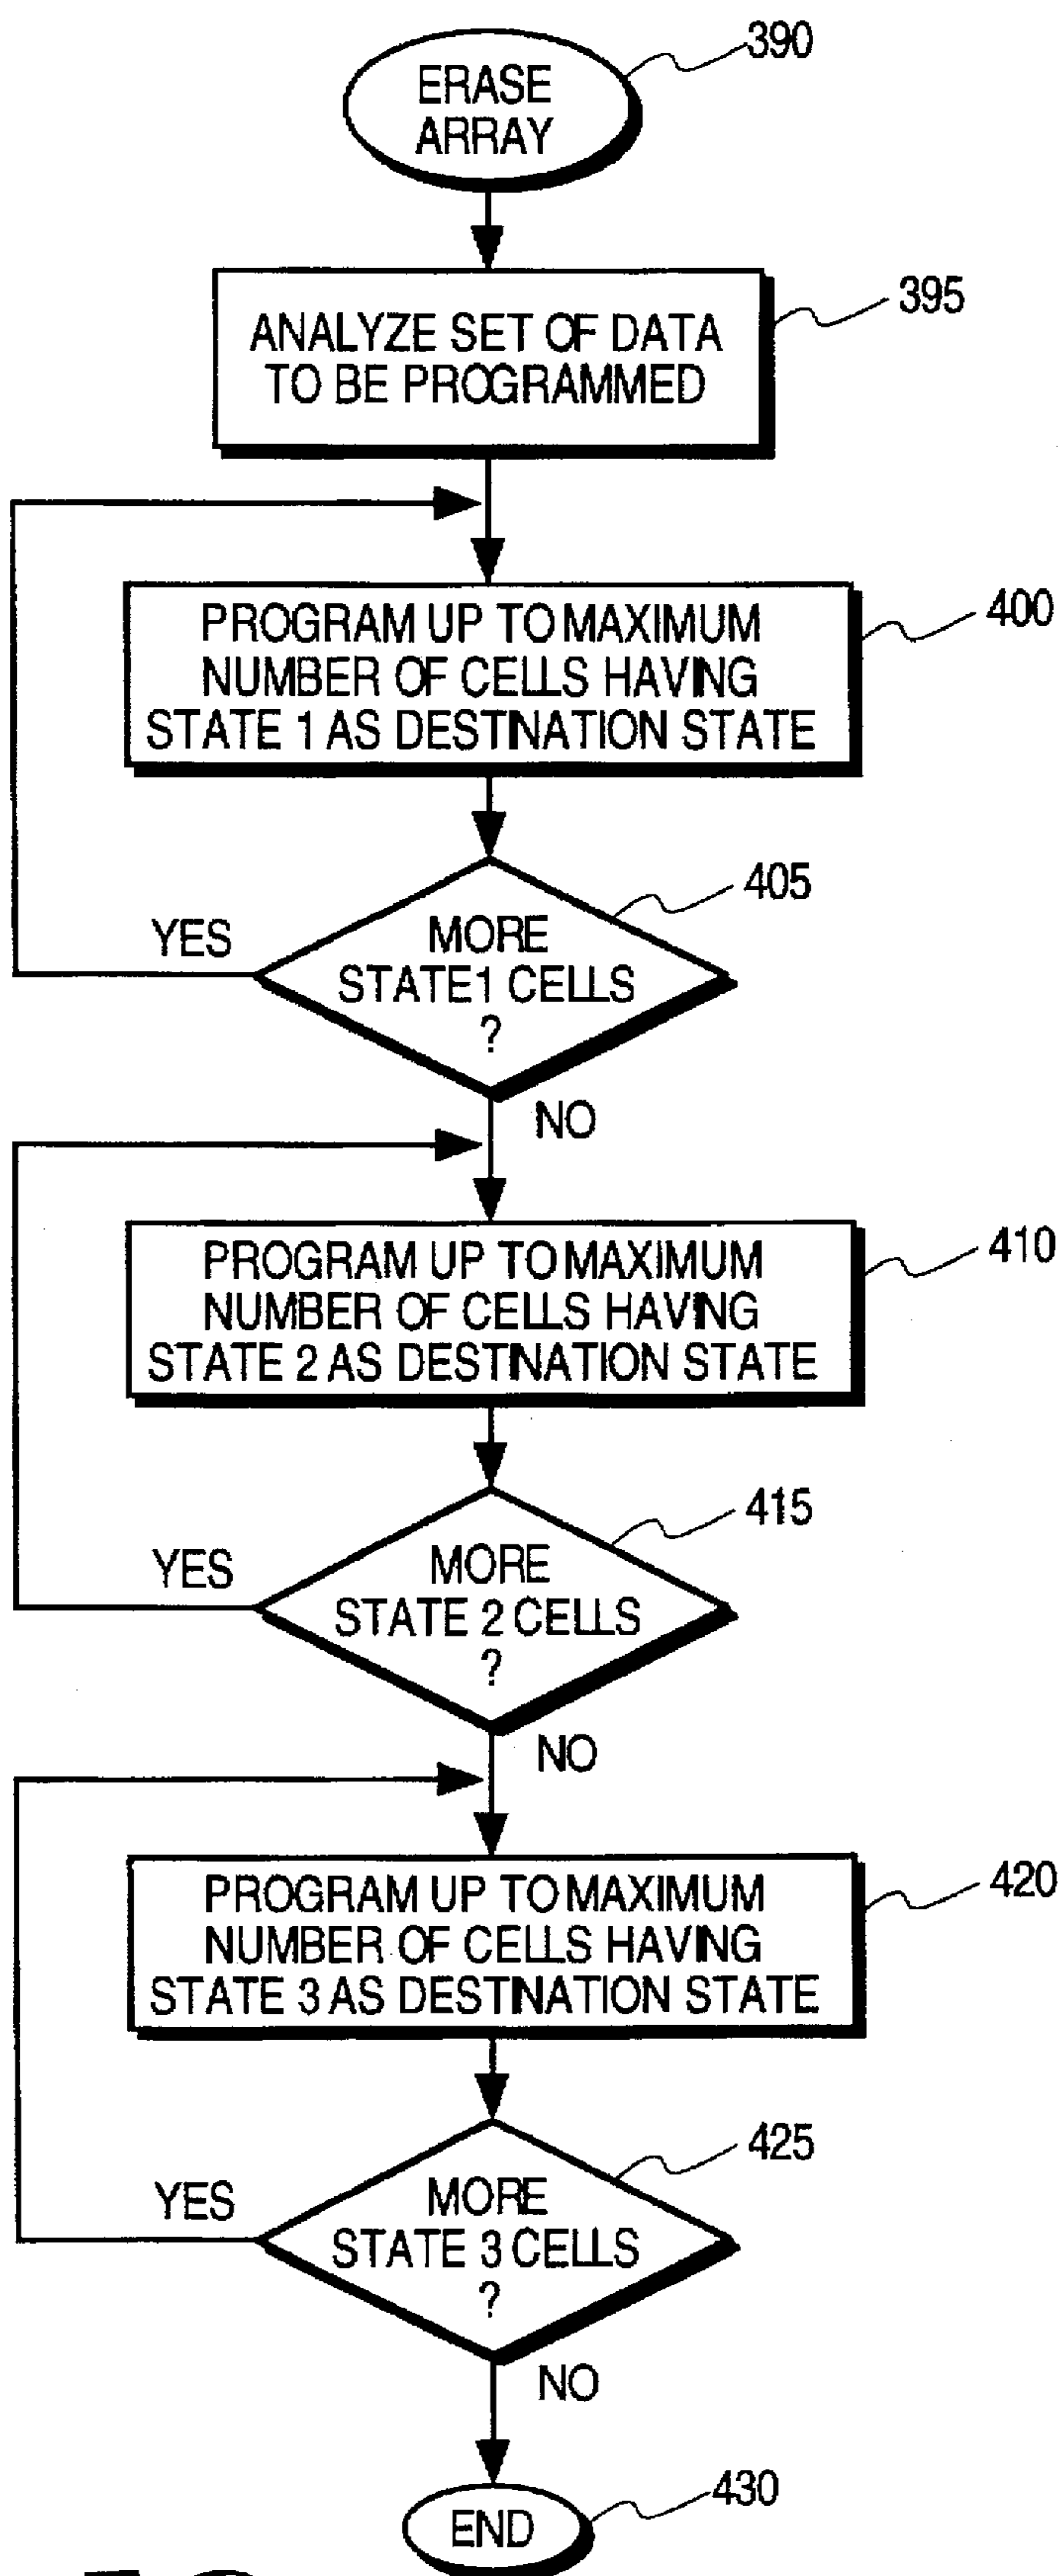 390
ERASE
ARRAY
395
ANALYZE SET OF DATA
TO BE PROGRAMMED
400
PROGRAM UP TO MAXIMUM
NUMBER OF CELLS HAVING
STATE 1 AS DESTINATION STATE
405
YES
MORE
STATE1 CELLS
?
NO
410
PROGRAM UP TO MAXIMUM
NUMBER OF CELLS HAVING
STATE 2 AS DESTINATION STATE
415
YES
MORE
STATE 2 CELLS
?
NO
420
PROGRAM UP TO MAXIMUM
NUMBER OF CELLS HAVING
STATE 3 AS DESTINATION STATE
425
YES
MORE
STATE 3 CELLS
?
NO
430
END